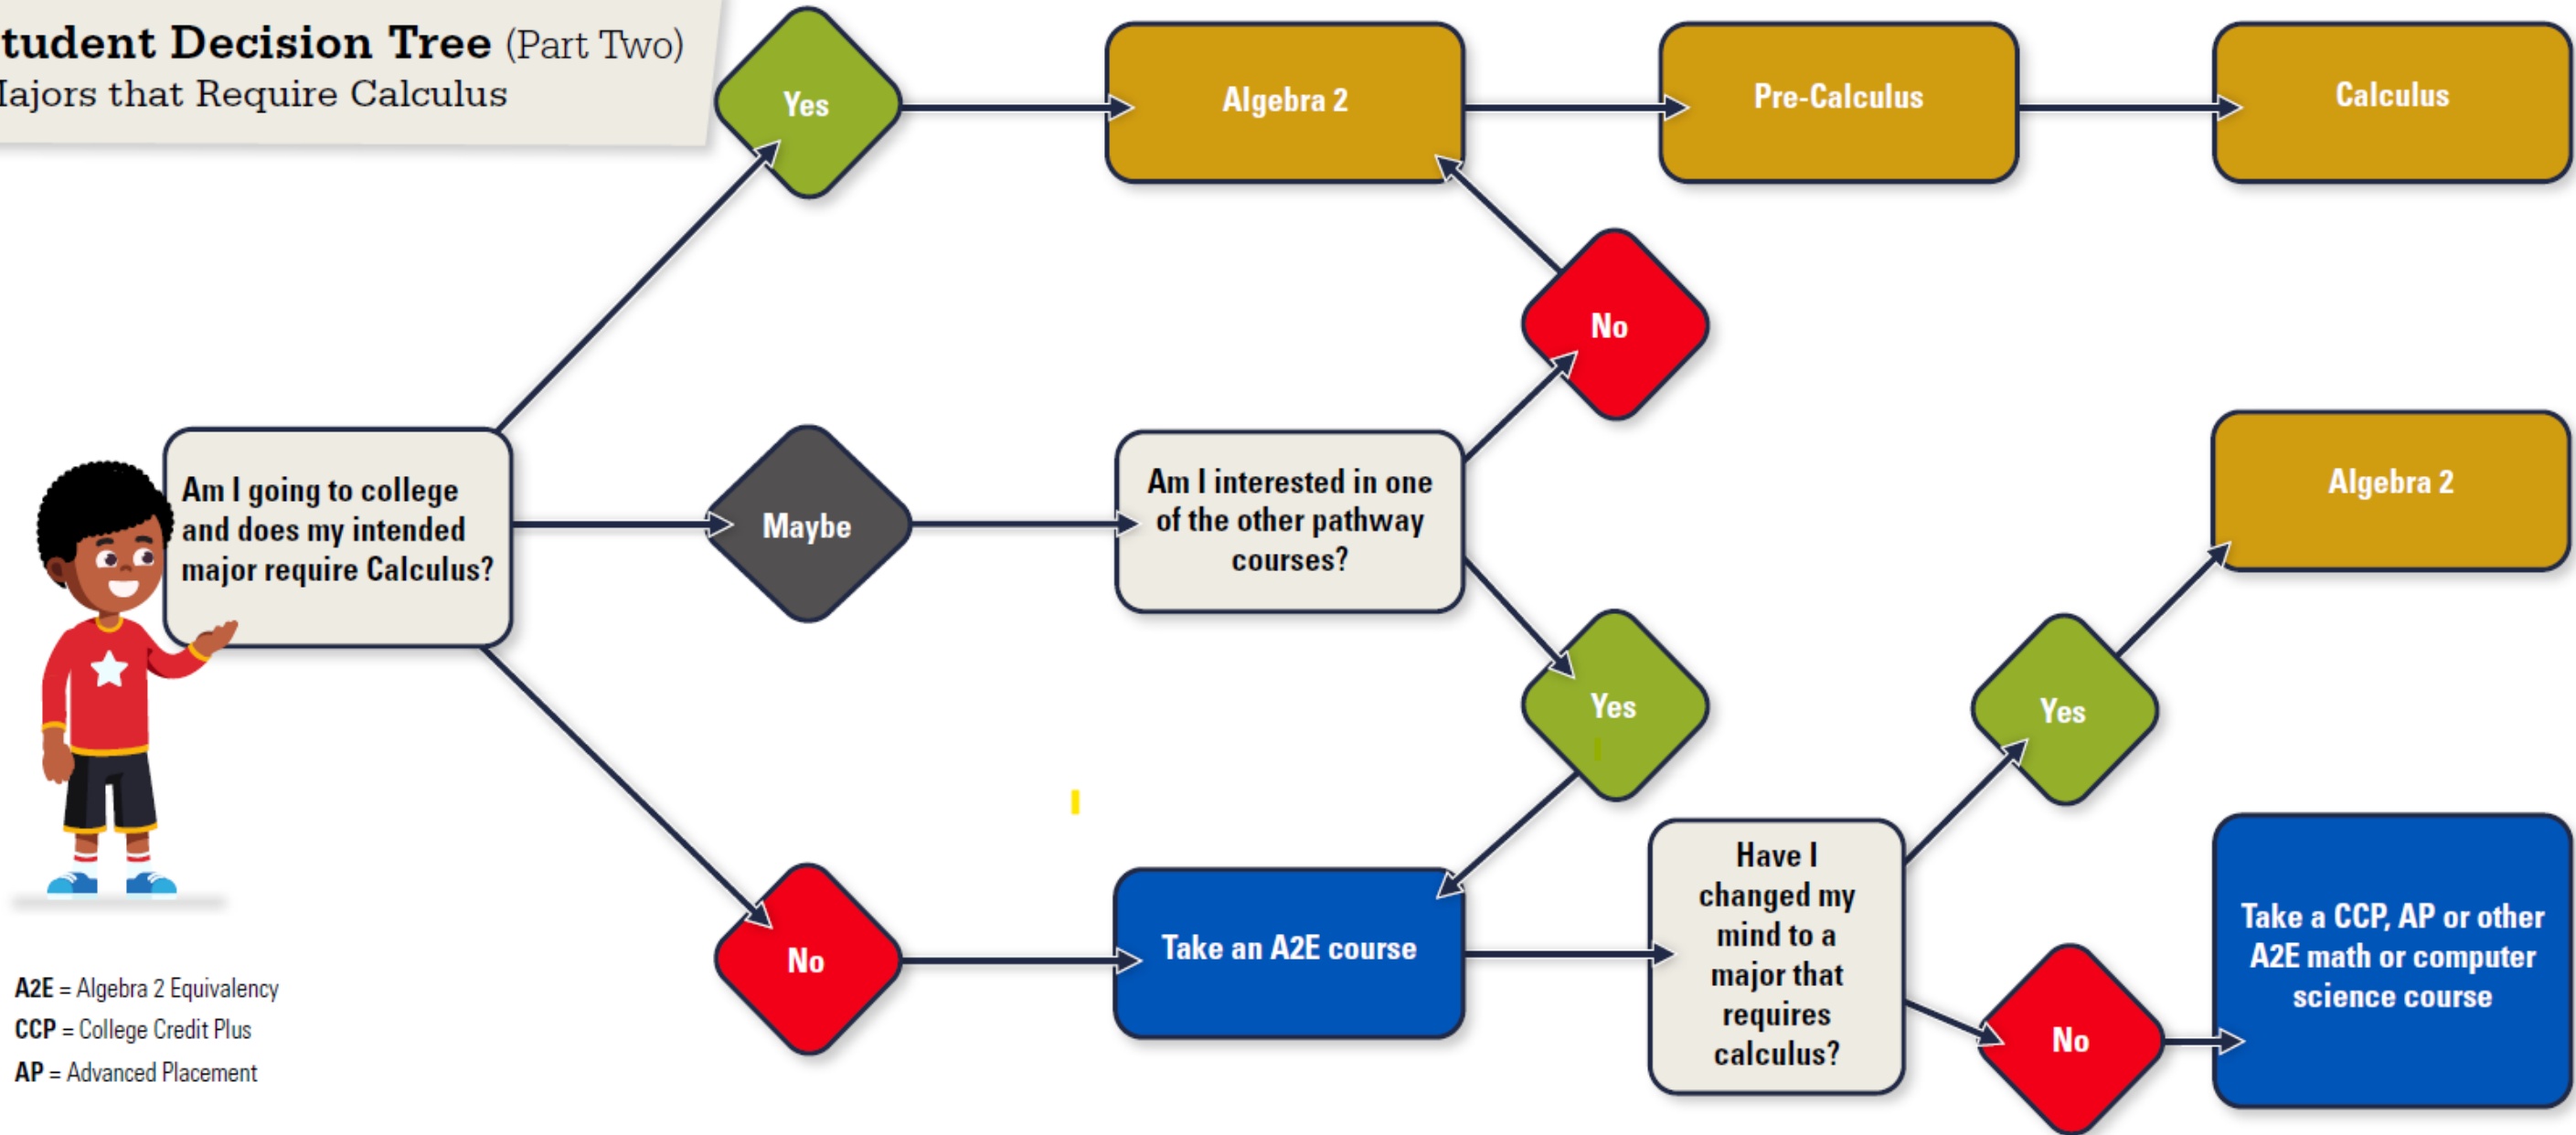 tudent Decision Tree (Part Two)
ajors that Require Calculus
Yes
Algebra 2
Pre-Calculus
Calculus
No
Am I going to college
and does my intended
major require Calculus?
Maybe
Am I interested in one
of the other pathway
courses?
Algebra 2
Yes
Yes
No
Take an A2E course
Have I
changed my
mind to a
major that
requires
calculus?
No
Take a CCP, AP or other
A2E math or computer
science course
A2E = Algebra 2 Equivalency
CCP = College Credit Plus
AP = Advanced Placement